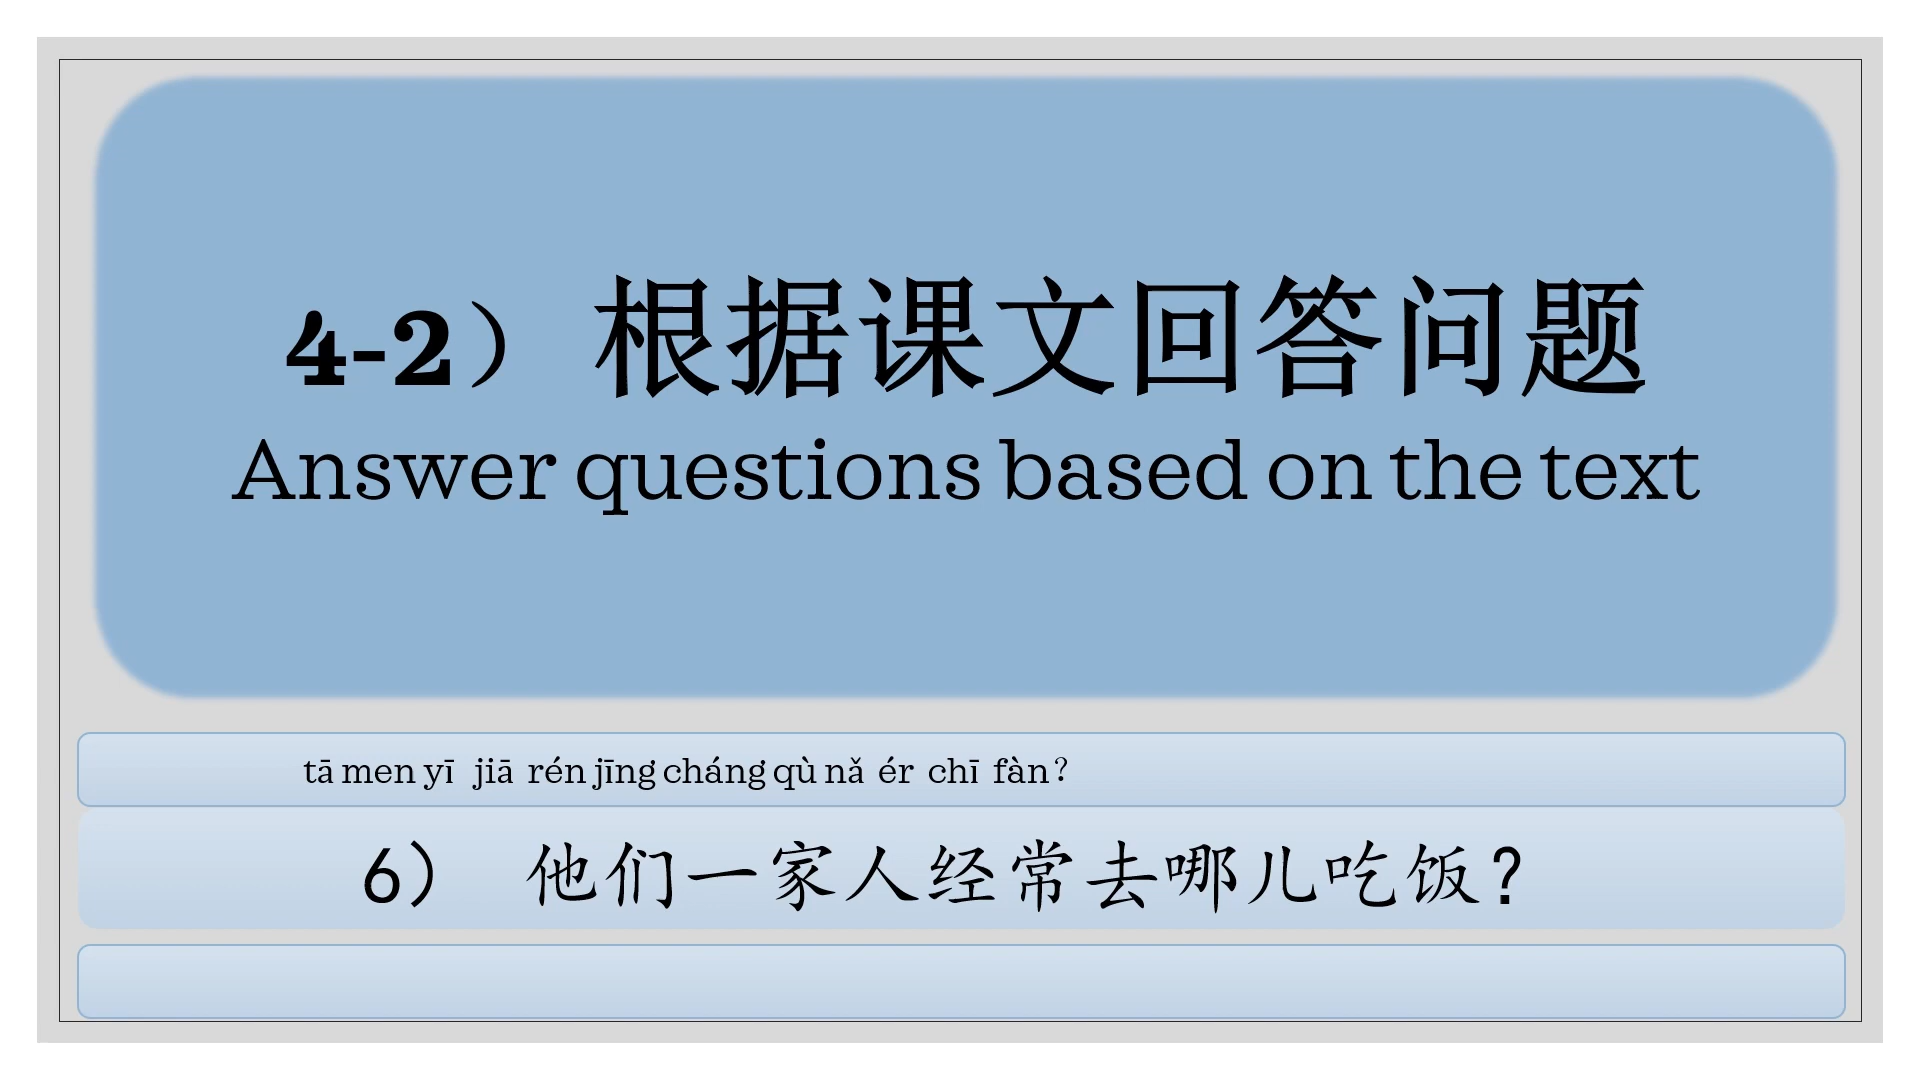 4-2） 根据课文回答问题
Answer questions based on the text
tā men yī jiā rén jīng cháng qù nǎ ér chī fàn？
6） 他们一家人经常去哪儿吃饭？